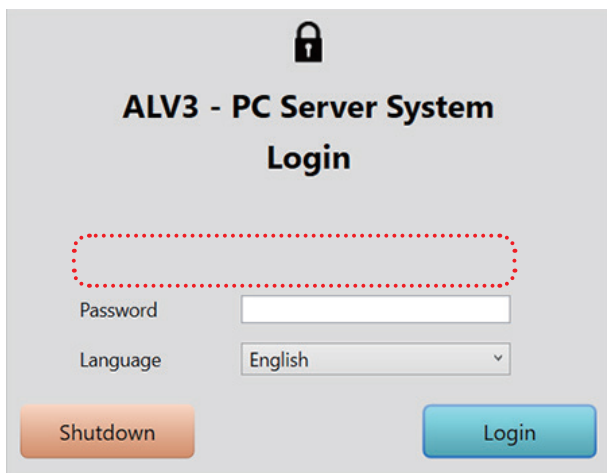 ALV3 - PC Server System
Login
Password
Language English
Shutdown Login